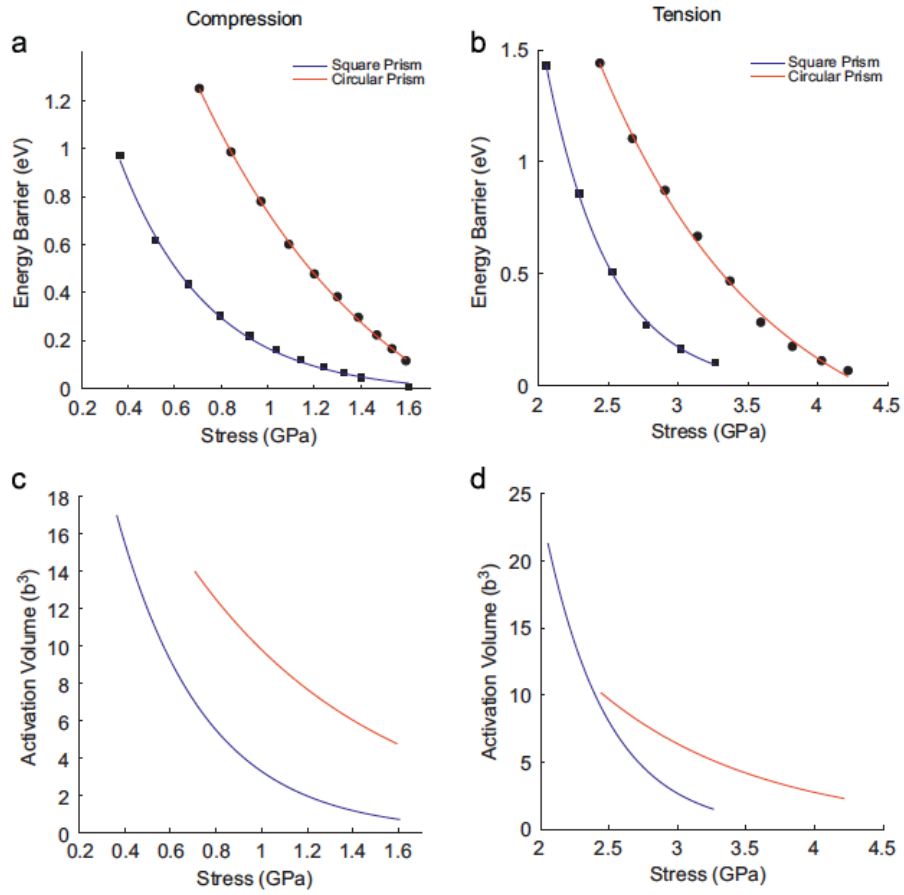 Compression
a
1.2
1
0.8
0.6
0.4
0.2
0
Energy Barrier (eV)
Square Prism
Circular Prism
0.2 0.4 0.6 0.8 1 1.2 1.4 1.6
Stress (GPa)
Tension
b
1.5
1
0.5
0
Energy Barrier (eV)
Square Prism
Circular Prism
2 2.5 3 3.5 4 4.5
Stress (GPa)
c
18
16
14
12
10
8
6
4
2
0
Activation Volume (b³)
0.2 0.4 0.6 0.8 1 1.2 1.4 1.6
Stress (GPa)
d
25
20
15
10
5
0
Activation Volume (b³)
2 2.5 3 3.5 4 4.5
Stress (GPa)